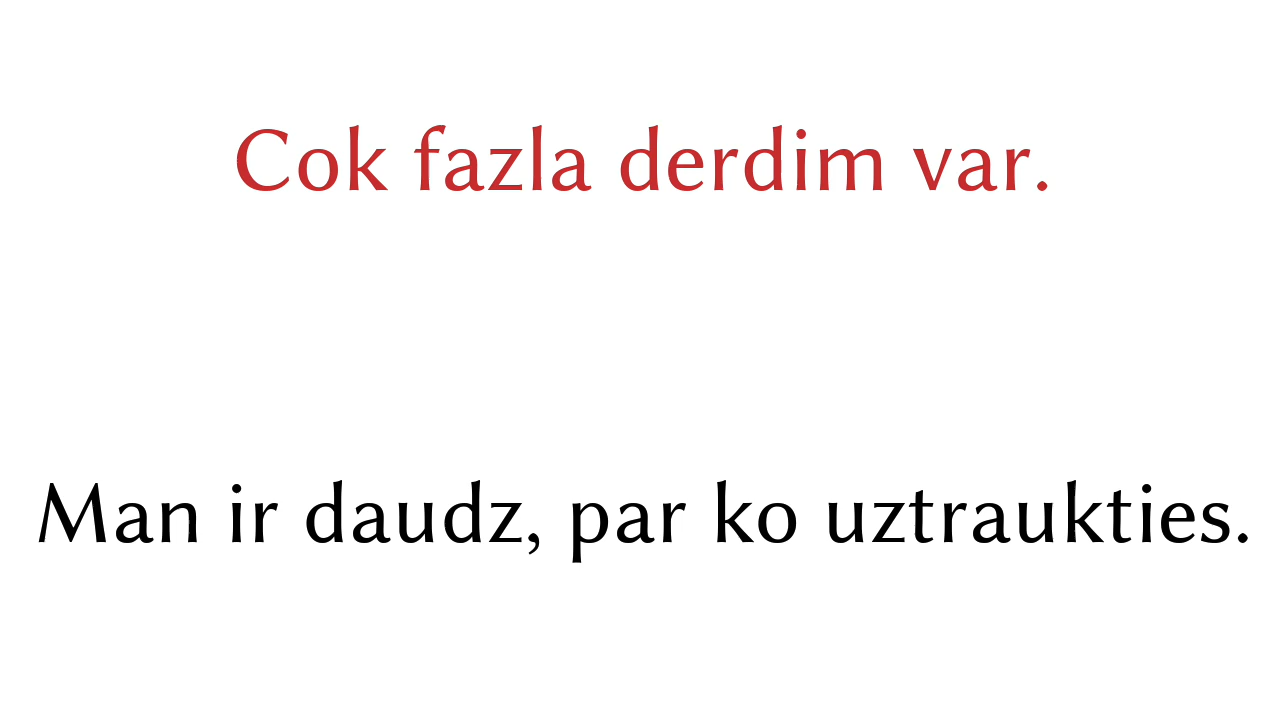 Cok fazla derdim var.
Man ir daudz, par ko uztraukties.